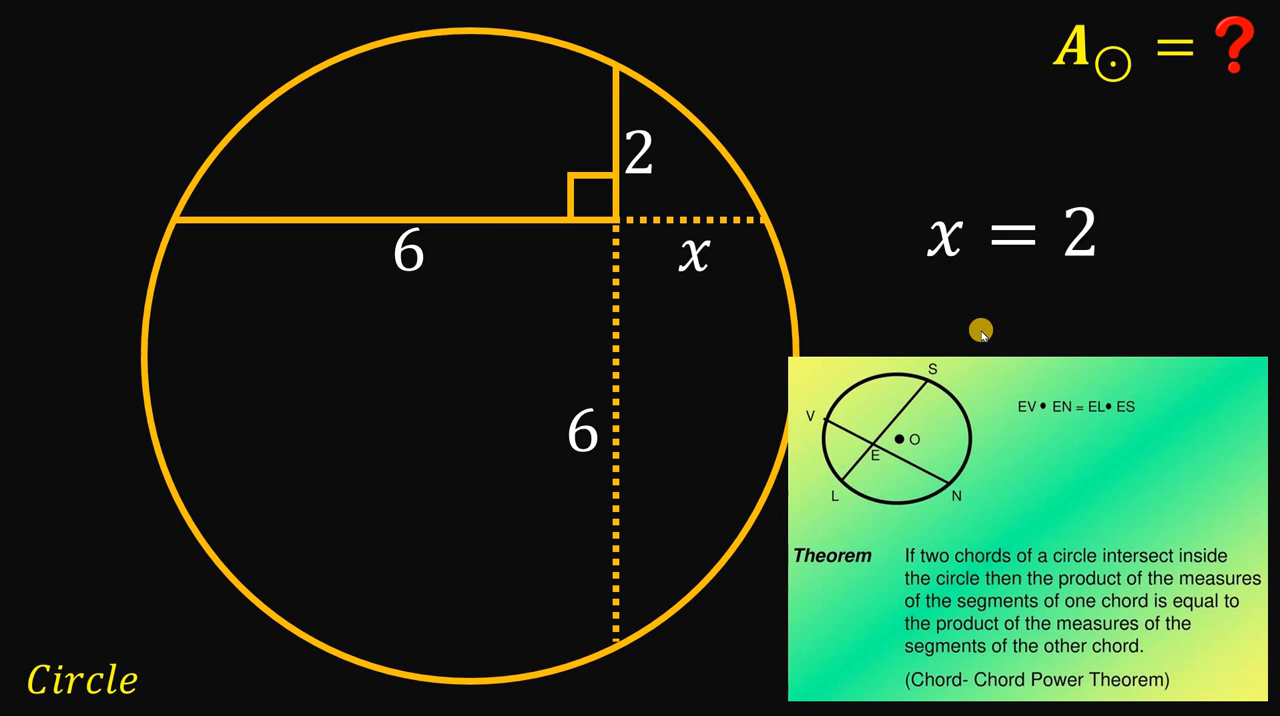 A⊙ = ❓
2
6
x
x = 2
6
S
V
EV • EN = EL• ES
O
E
L
N
Theorem If two chords of a circle intersect inside
the circle then the product of the measures
of the segments of one chord is equal to
the product of the measures of the
segments of the other chord.
(Chord- Chord Power Theorem)
Circle